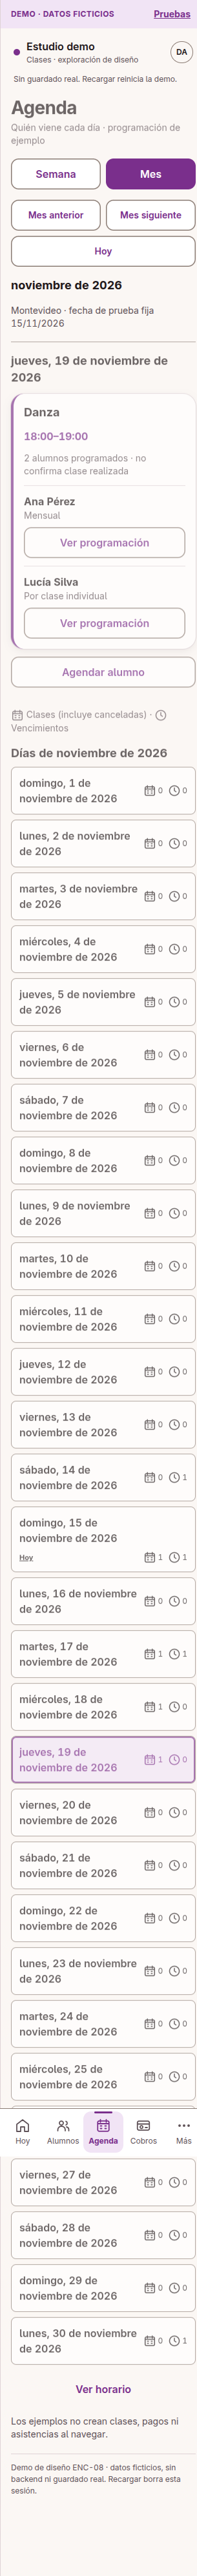 DEMO · DATOS FICTICIOS
Pruebas
Estudio demo
Clases · exploración de diseño
DA
Sin guardado real. Recargar reinicia la demo.
Agenda
Quién viene cada día · programación de
ejemplo
Semana
Mes
Mes anterior
Mes siguiente
Hoy
noviembre de 2026
Montevideo · fecha de prueba fija
15/11/2026
jueves, 19 de noviembre de
2026
Danza
18:00–19:00
2 alumnos programados · no
confirma clase realizada
Ana Pérez
Mensual
Ver programación
Lucía Silva
Por clase individual
Ver programación
Agendar alumno
Clases (incluye canceladas) ·
Vencimientos
Días de noviembre de 2026
domingo, 1 de
noviembre de 2026
0 0
lunes, 2 de noviembre
de 2026
0 0
martes, 3 de noviembre
de 2026
0 0
miércoles, 4 de
noviembre de 2026
0 0
jueves, 5 de noviembre
de 2026
0 0
viernes, 6 de
noviembre de 2026
0 0
sábado, 7 de
noviembre de 2026
0 0
domingo, 8 de
noviembre de 2026
0 0
lunes, 9 de noviembre
de 2026
0 0
martes, 10 de
noviembre de 2026
0 0
miércoles, 11 de
noviembre de 2026
0 0
jueves, 12 de
noviembre de 2026
0 0
viernes, 13 de
noviembre de 2026
0 0
sábado, 14 de
noviembre de 2026
0 1
domingo, 15 de
noviembre de 2026
Hoy
1 1
lunes, 16 de noviembre
de 2026
0 0
martes, 17 de
noviembre de 2026
1 1
miércoles, 18 de
noviembre de 2026
1 0
jueves, 19 de
noviembre de 2026
1 0
viernes, 20 de
noviembre de 2026
0 0
sábado, 21 de
noviembre de 2026
0 0
domingo, 22 de
noviembre de 2026
0 0
lunes, 23 de noviembre
de 2026
0 0
martes, 24 de
noviembre de 2026
0 0
miércoles, 25 de
noviembre de 2026
0 0
Hoy
Alumnos
Agenda
Cobros
Más
viernes, 27 de
noviembre de 2026
0 0
sábado, 28 de
noviembre de 2026
0 0
domingo, 29 de
noviembre de 2026
0 0
lunes, 30 de noviembre
de 2026
0 1
Ver horario
Los ejemplos no crean clases, pagos ni
asistencias al navegar.
Demo de diseño ENC-08 · datos ficticios, sin
backend ni guardado real. Recargar borra esta
sesión.